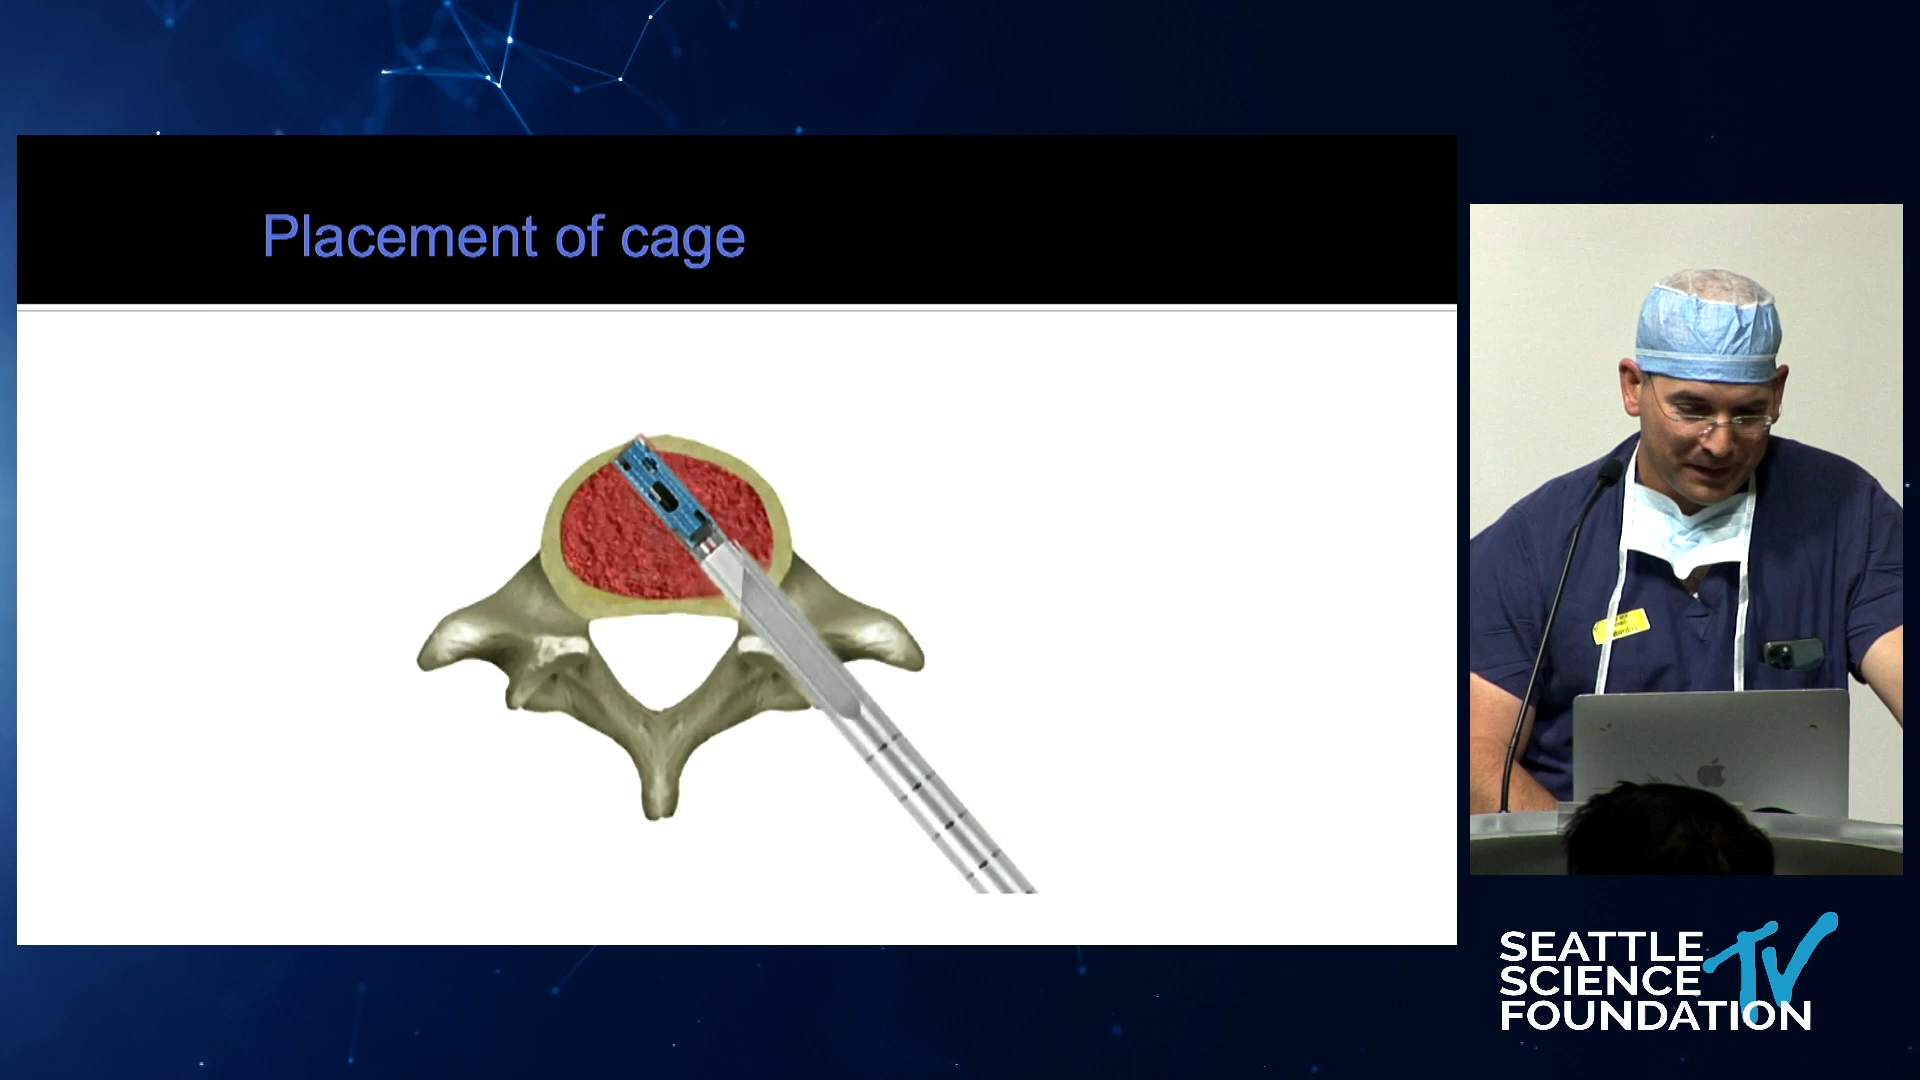 Placement of cage
SEATTLE
SCIENCE
FOUNDATION
TV